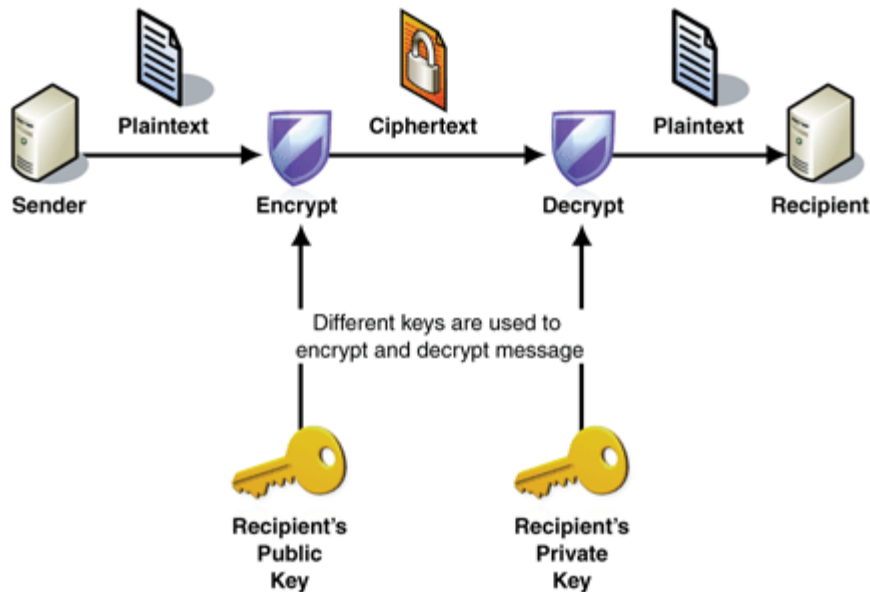 Plaintext
Ciphertext
Plaintext
Sender
Encrypt
Decrypt
Recipient
Different keys are used to
encrypt and decrypt message
Recipient's
Public
Key
Recipient's
Private
Key